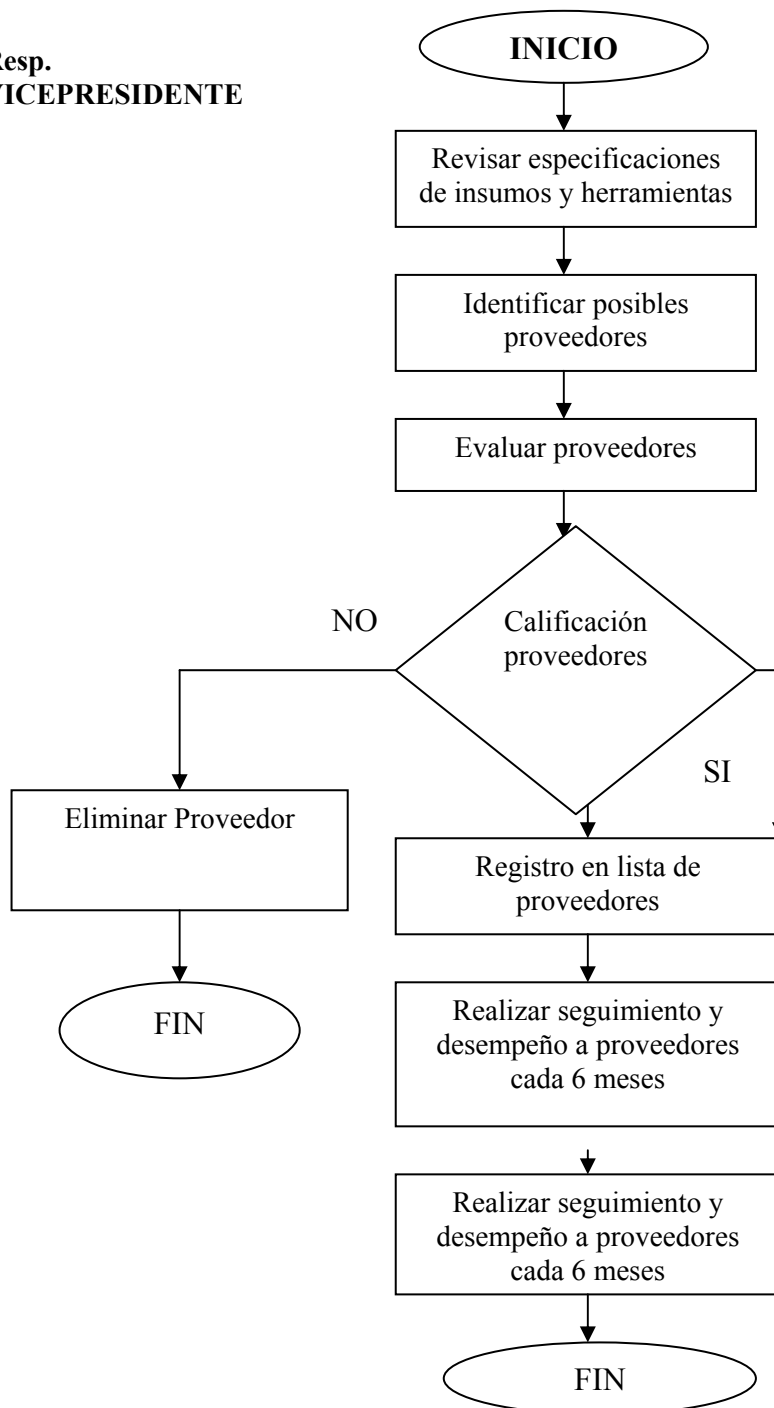 Resp.
VICEPRESIDENTE
INICIO
Revisar especificaciones
de insumos y herramientas
Identificar posibles
proveedores
Evaluar proveedores
NO
Calificación
proveedores
SI
Eliminar Proveedor
Registro en lista de
proveedores
FIN
Realizar seguimiento y
desempeño a proveedores
cada 6 meses
Realizar seguimiento y
desempeño a proveedores
cada 6 meses
FIN